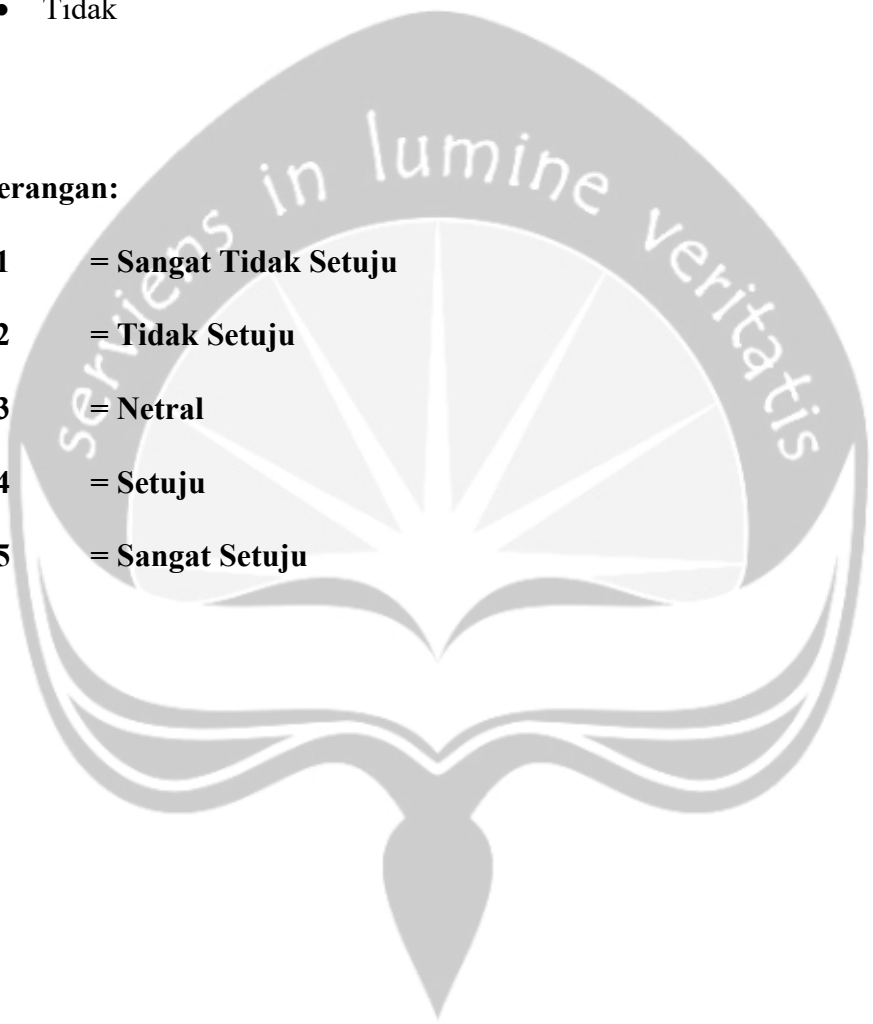 • Tidak
serviens in lumine veritatis
erangan:
1 = Sangat Tidak Setuju
2 = Tidak Setuju
3 = Netral
4 = Setuju
5 = Sangat Setuju